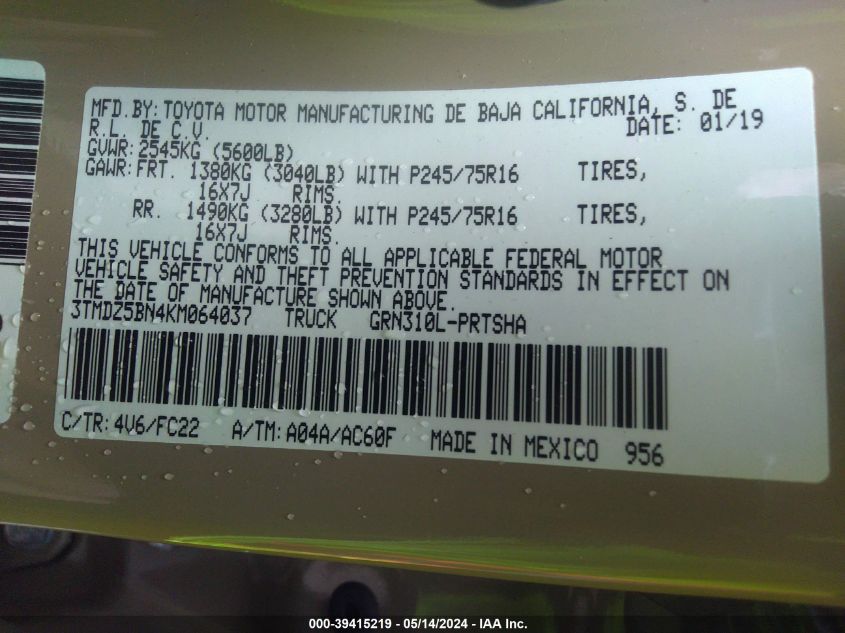 MFD. BY: TOYOTA MOTOR MANUFACTURING DE BAJA CALIFORNIA, S. DE
R.L. DE C.V. DATE: 01/19
GVWR: 2545KG (5600LB)
GAWR: FRT. 1380KG (3040LB) WITH P245/75R16 TIRES,
16X7J RIMS.
RR. 1490KG (3280LB) WITH P245/75R16 TIRES,
16X7J RIMS.
THIS VEHICLE CONFORMS TO ALL APPLICABLE FEDERAL MOTOR
VEHICLE SAFETY AND THEFT PREVENTION STANDARDS IN EFFECT ON
THE DATE OF MANUFACTURE SHOWN ABOVE.
3TMDZ5BN4KM064037 TRUCK GRN310L-PRTSHA
C/TR: 4V6/FC22 A/TM: A04A/AC60F MADE IN MEXICO 956
000-39415219 - 05/14/2024 - IAA Inc.